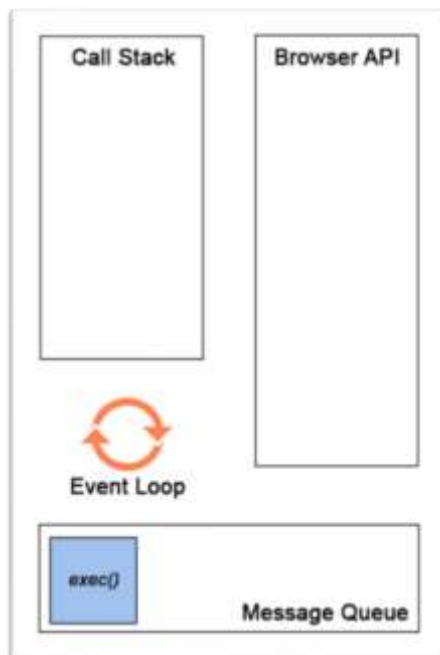 Call Stack
Browser API
Event Loop
exec()
Message Queue